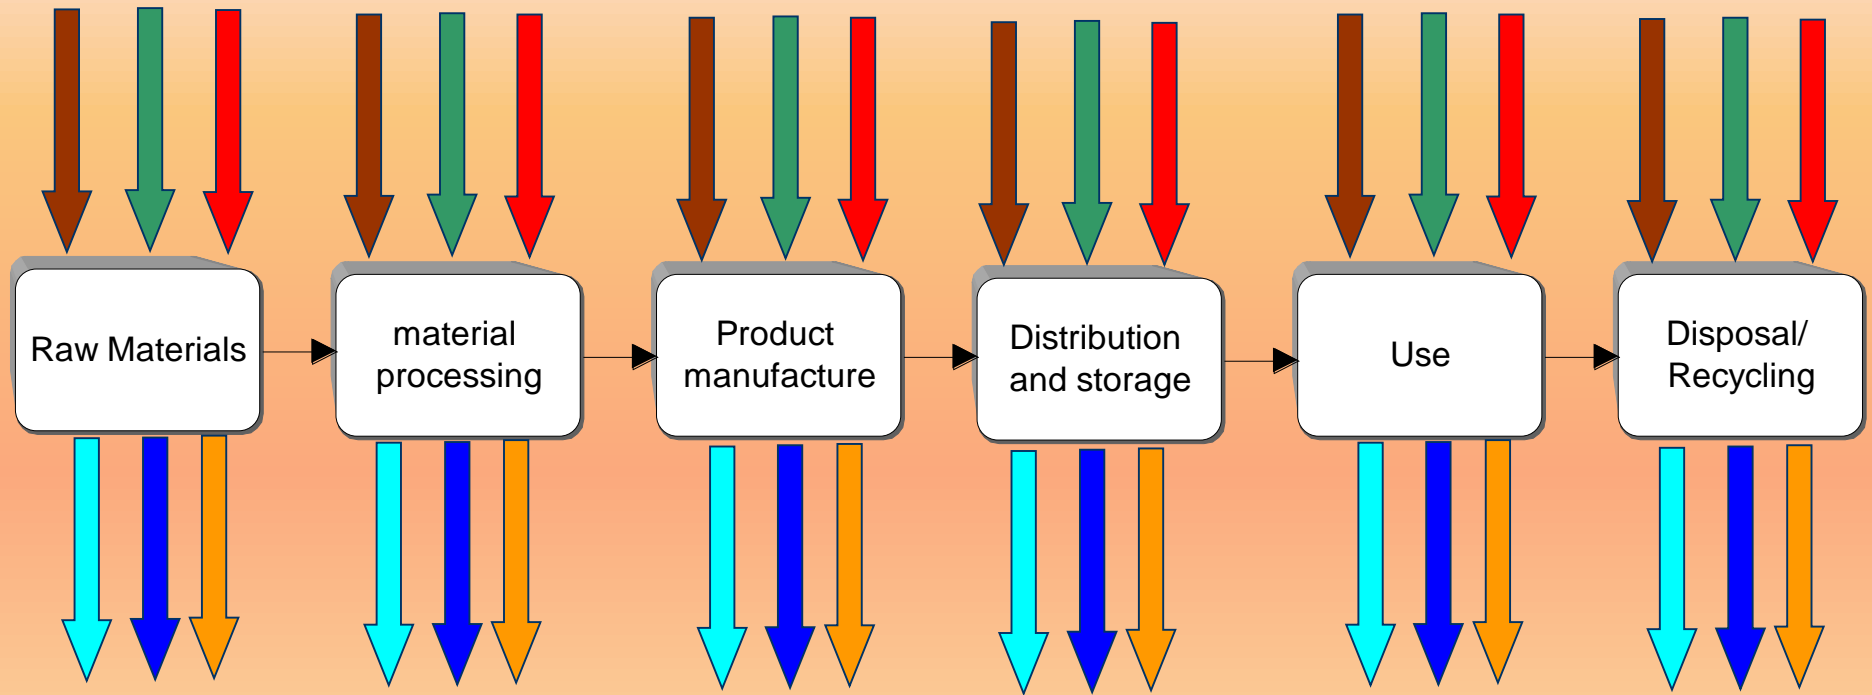 Raw Materials
material
processing
Product
manufacture
Distribution
and storage
Use
Disposal/
Recycling